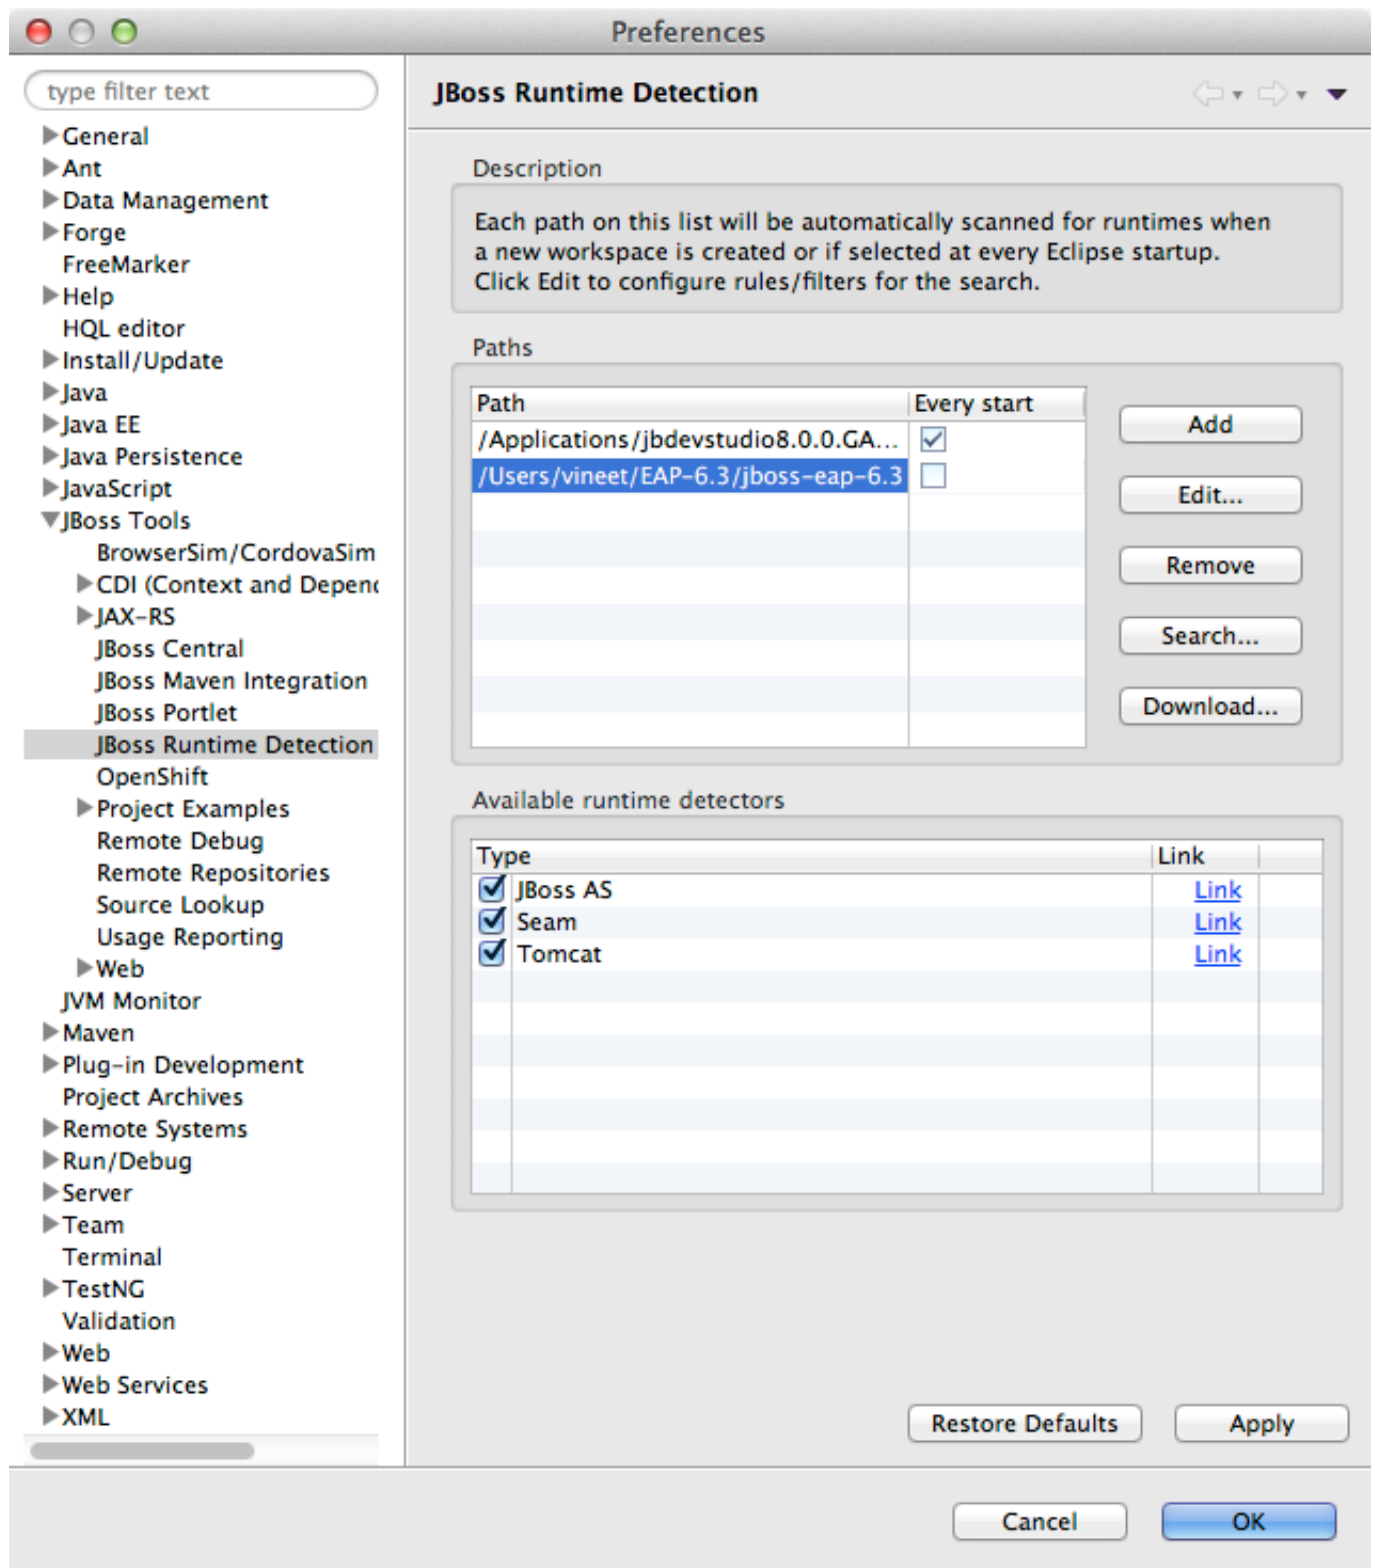 Preferences
type filter text
General
Ant
Data Management
Forge
FreeMarker
Help
HQL editor
Install/Update
Java
Java EE
Java Persistence
JavaScript
JBoss Tools
BrowserSim/CordovaSim
CDI (Context and Depen
JAX-RS
JBoss Central
JBoss Maven Integration
JBoss Portlet
JBoss Runtime Detection
OpenShift
Project Examples
Remote Debug
Remote Repositories
Source Lookup
Usage Reporting
Web
JVM Monitor
Maven
Plug-in Development
Project Archives
Remote Systems
Run/Debug
Server
Team
Terminal
TestNG
Validation
Web
Web Services
XML
JBoss Runtime Detection
Description
Each path on this list will be automatically scanned for runtimes when
a new workspace is created or if selected at every Eclipse startup.
Click Edit to configure rules/filters for the search.
Paths
Path Every start
/Applications/jbdevstudio8.0.0.GA...
/Users/vineet/EAP-6.3/jboss-eap-6.3
Add
Edit...
Remove
Search...
Download...
Available runtime detectors
Type Link
JBoss AS Link
Seam Link
Tomcat Link
Restore Defaults Apply
Cancel OK